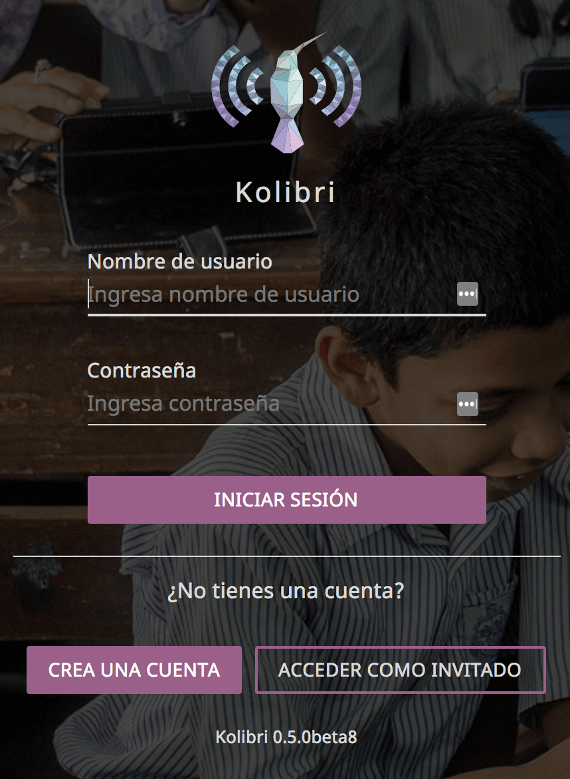 Kolibri
Nombre de usuario
Ingresa nombre de usuario
Contraseña
Ingresa contraseña
INICIAR SESIÓN
¿No tienes una cuenta?
CREA UNA CUENTA
ACCEDER COMO INVITADO
Kolibri 0.5.0beta8